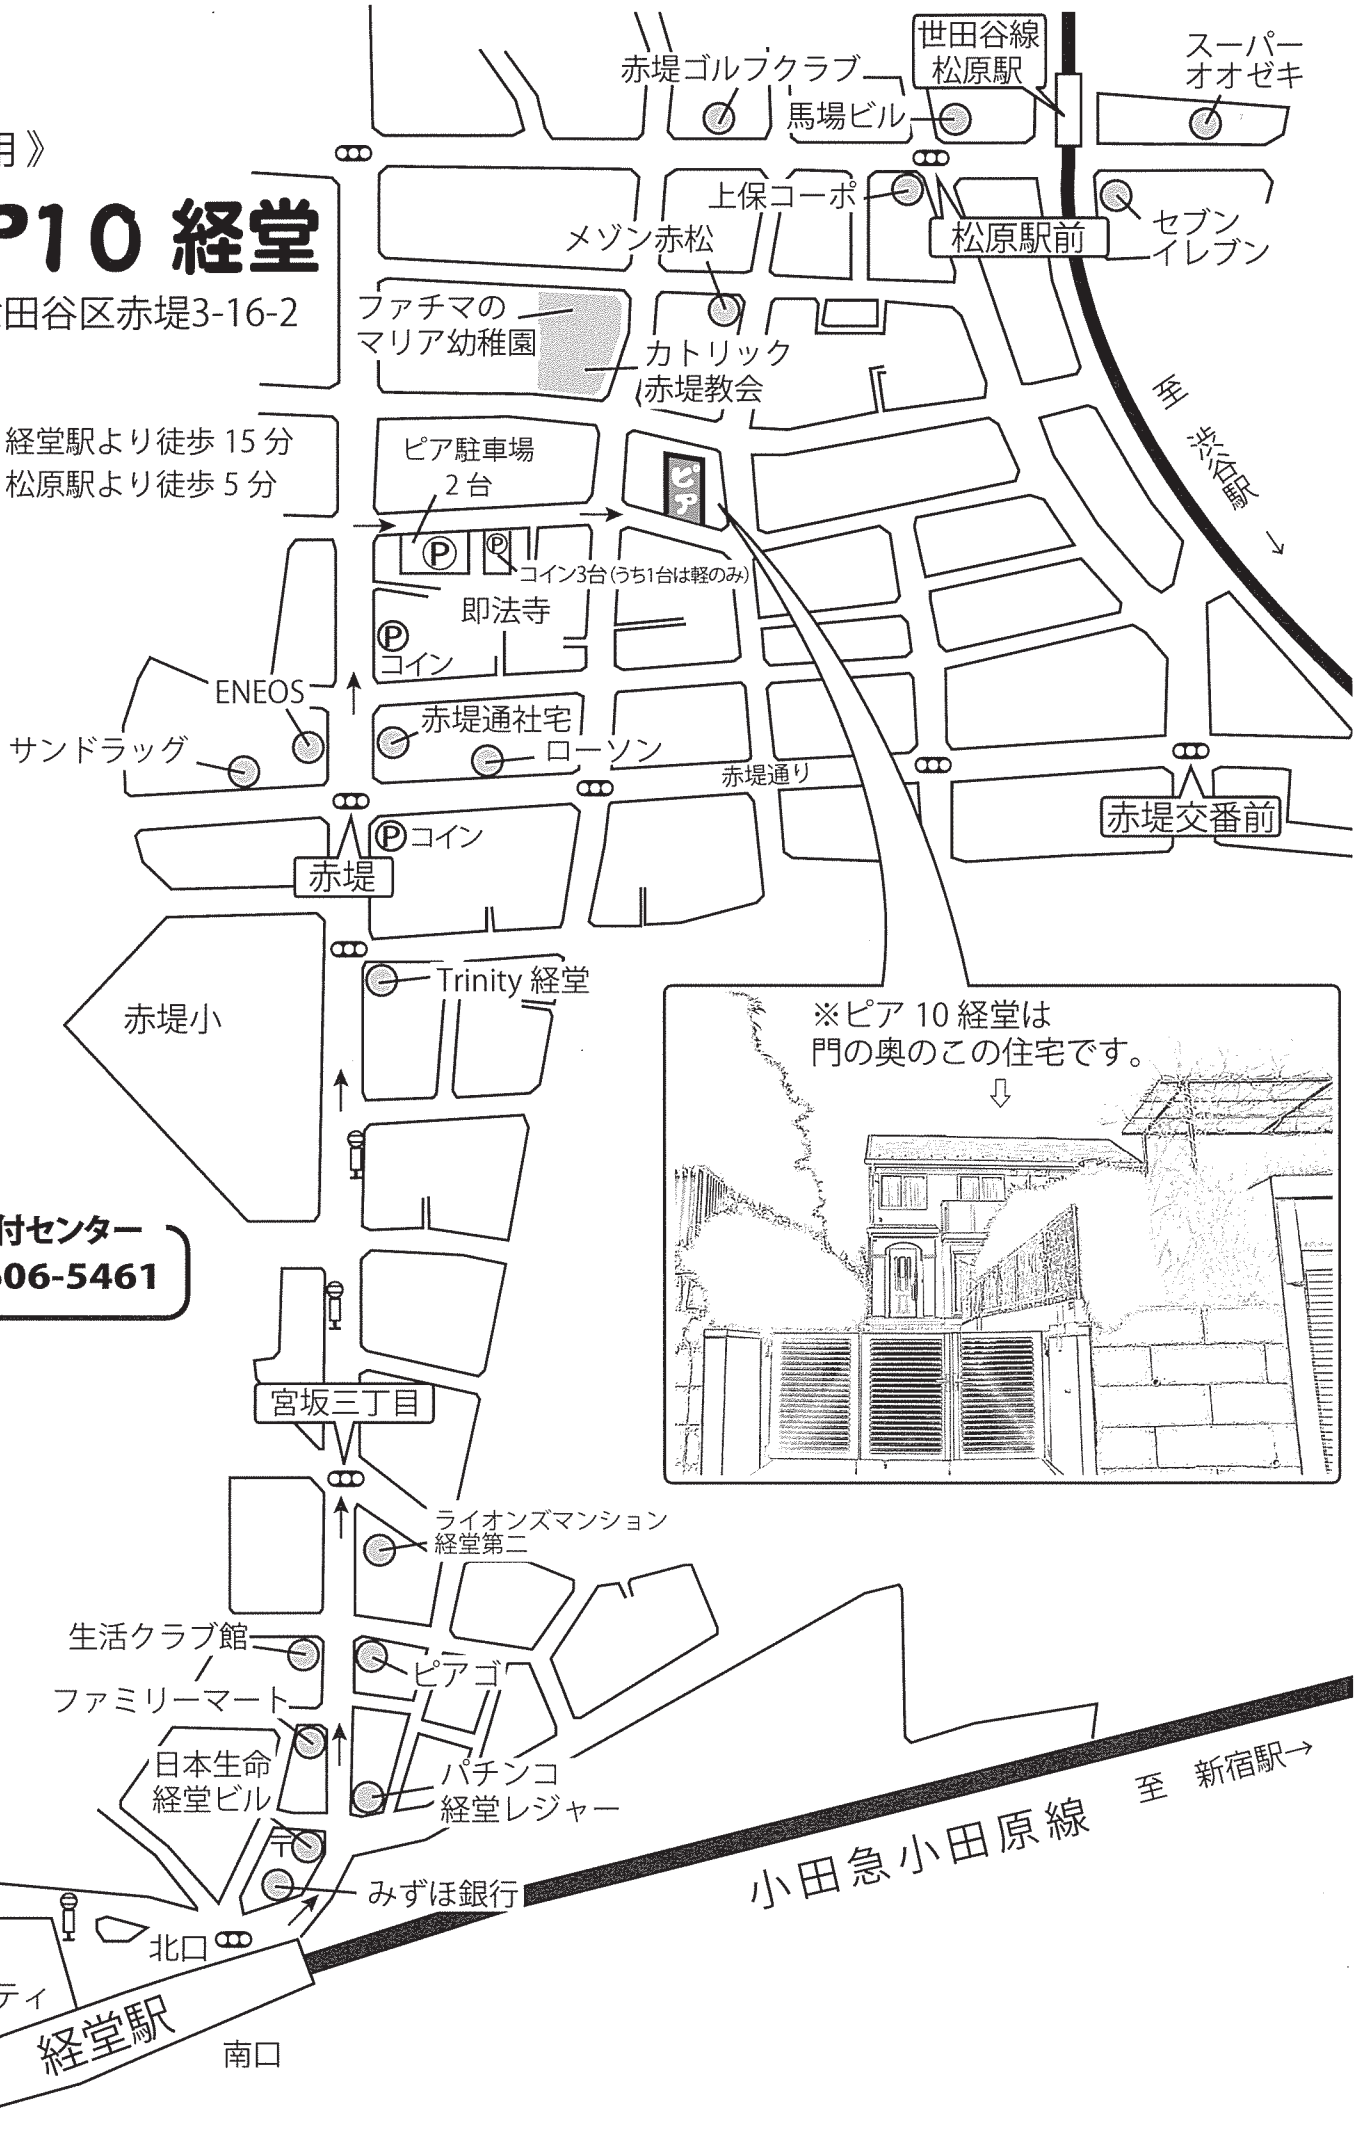 用》
P10 経堂
世田谷区赤堤3-16-2
経堂駅より徒歩 15 分
松原駅より徒歩 5 分
世田谷線
松原駅
スーパー
オオゼキ
赤堤ゴルフクラブ
馬場ビル
上保コーポ
松原駅前
セブン
イレブン
メゾン赤松
ファチマの
マリア幼稚園
カトリック
赤堤教会
至 渋谷駅 →
ピア駐車場
2 台
ピア
P
P
コイン3台(うち1台は軽のみ)
即法寺
P
コイン
ENEOS
赤堤通社宅
サンドラッグ
ローソン
赤堤通り
赤堤交番前
P コイン
赤堤
Trinity 経堂
赤堤小
※ピア 10 経堂は
門の奥のこの住宅です。
付センター
606-5461
宮坂三丁目
ライオンズマンション
経堂第二
生活クラブ館
ピアゴ
ファミリーマート
日本生命
経堂ビル
パチンコ
経堂レジャー
〒
みずほ銀行
至 新宿駅→
小田急小田原線
北口
ティ
経堂駅
南口